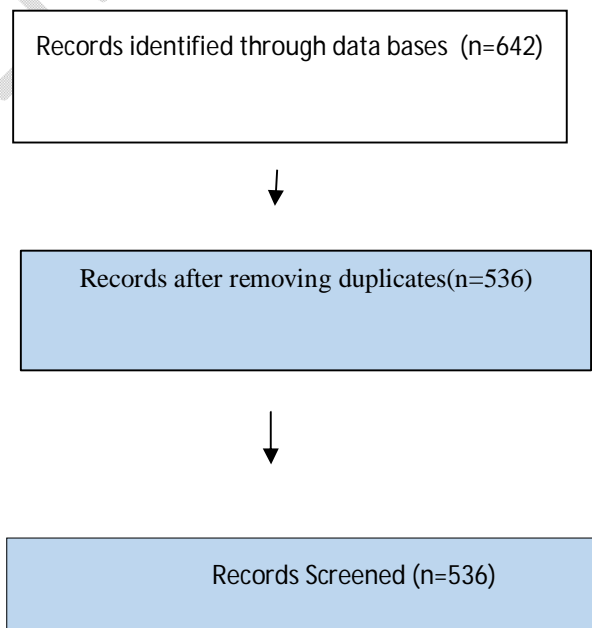 Records identified through data bases (n=642)
Records after removing duplicates(n=536)
Records Screened (n=536)